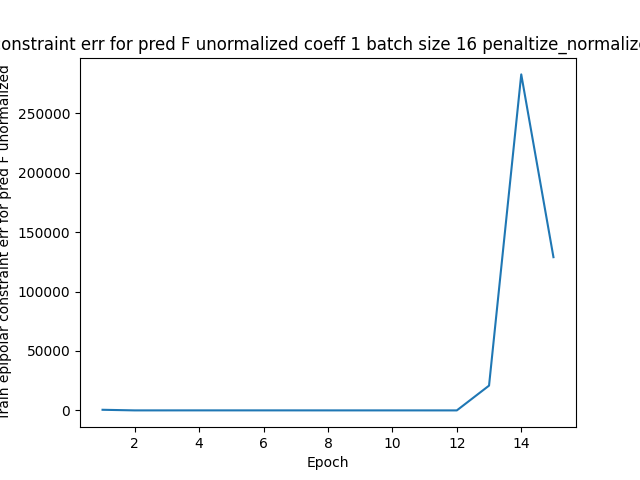 onstraint err for pred F unormalized coeff 1 batch size 16 penaltize_normalize
Train epipolar constraint err for pred F unormalized
250000
200000
150000
100000
50000
0
2 4 6 8 10 12 14
Epoch